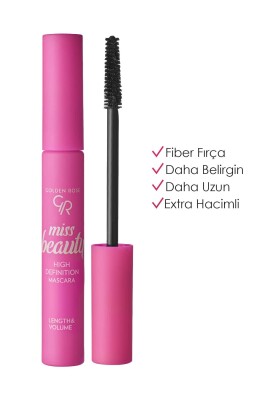 GOLDEN ROSE
GR
miss
beauty
HIGH
DEFINITION
MASCARA
LENGTH&
VOLUME
Fiber Fırça
Daha Belirgin
Daha Uzun
Extra Hacimli